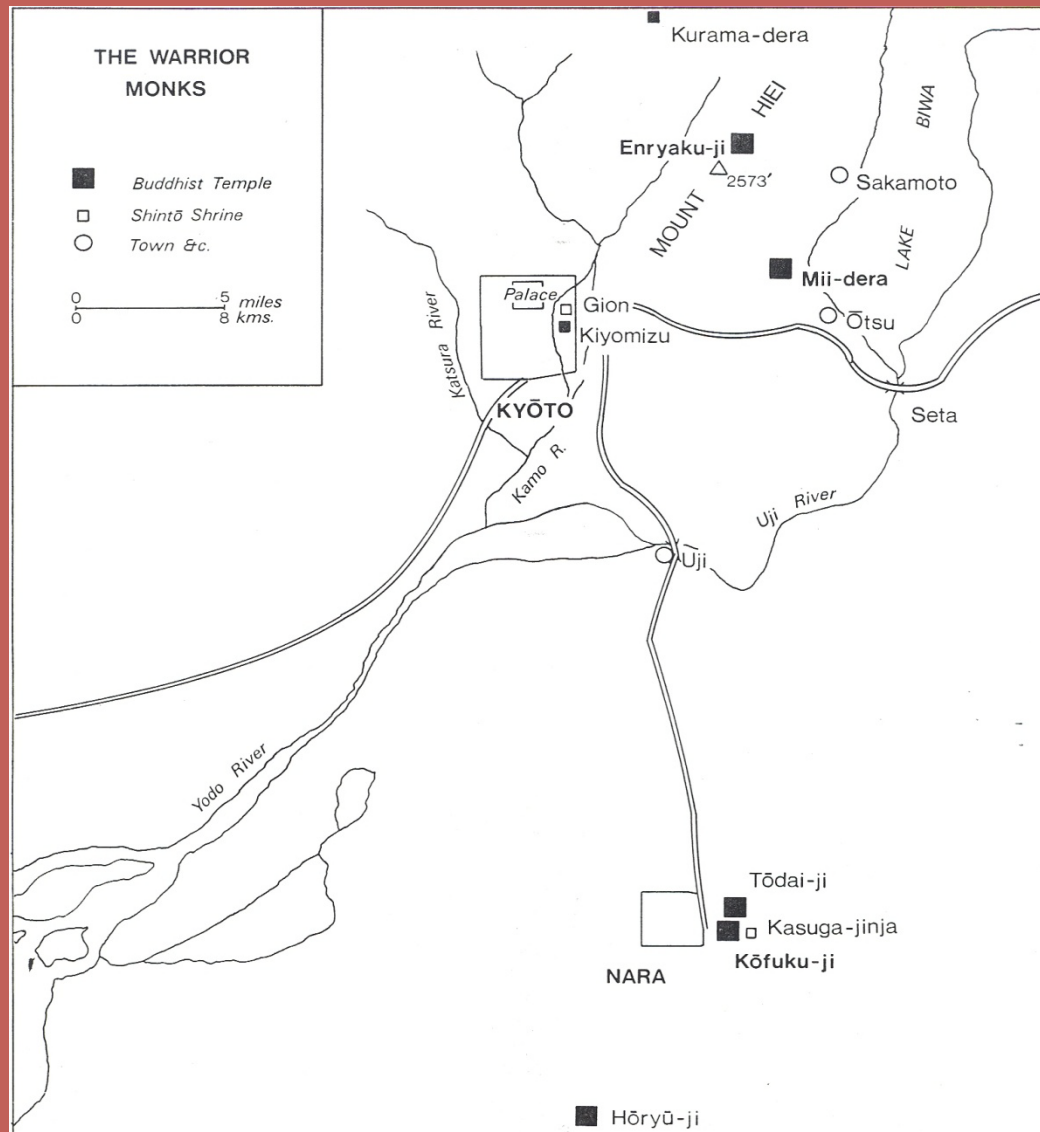 THE WARRIOR
MONKS
Buddhist Temple
Shintō Shrine
Town &c.
0 5 miles
0 8 kms.
Kurama-dera
MOUNT HIEI
Enryaku-ji
2573'
Sakamoto
LAKE BIWA
Mii-dera
Ōtsu
Seta
Palace
Gion
Kiyomizu
KYŌTO
Katsura River
Kamo R.
Uji River
Uji
Yodo River
Tōdai-ji
Kasuga-jinja
Kōfuku-ji
NARA
Hōryū-ji